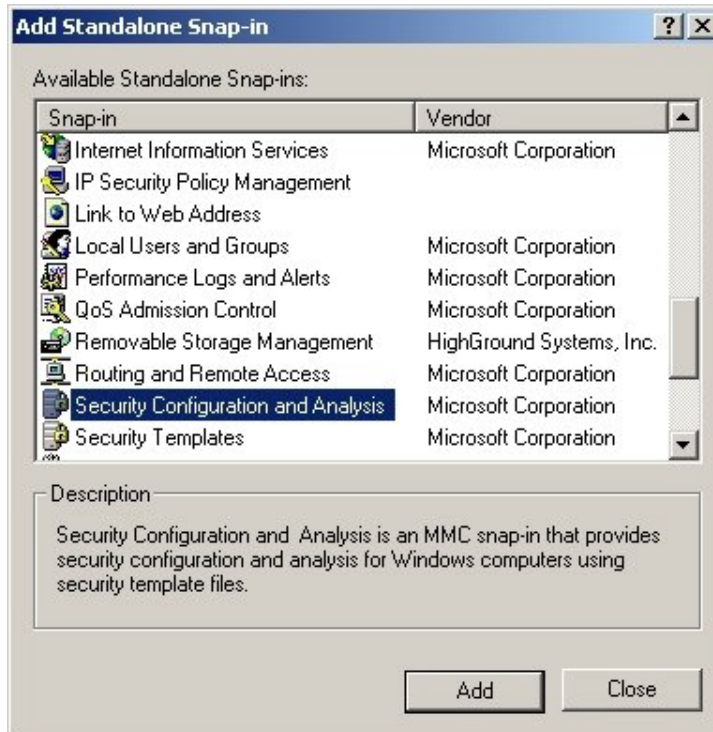 Add Standalone Snap-in
Available Standalone Snap-ins:
Snap-in Vendor
Internet Information Services Microsoft Corporation
IP Security Policy Management
Link to Web Address
Local Users and Groups Microsoft Corporation
Performance Logs and Alerts Microsoft Corporation
QoS Admission Control Microsoft Corporation
Removable Storage Management HighGround Systems, Inc.
Routing and Remote Access Microsoft Corporation
Security Configuration and Analysis Microsoft Corporation
Security Templates Microsoft Corporation
Description
Security Configuration and Analysis is an MMC snap-in that provides
security configuration and analysis for Windows computers using
security template files.
Add Close